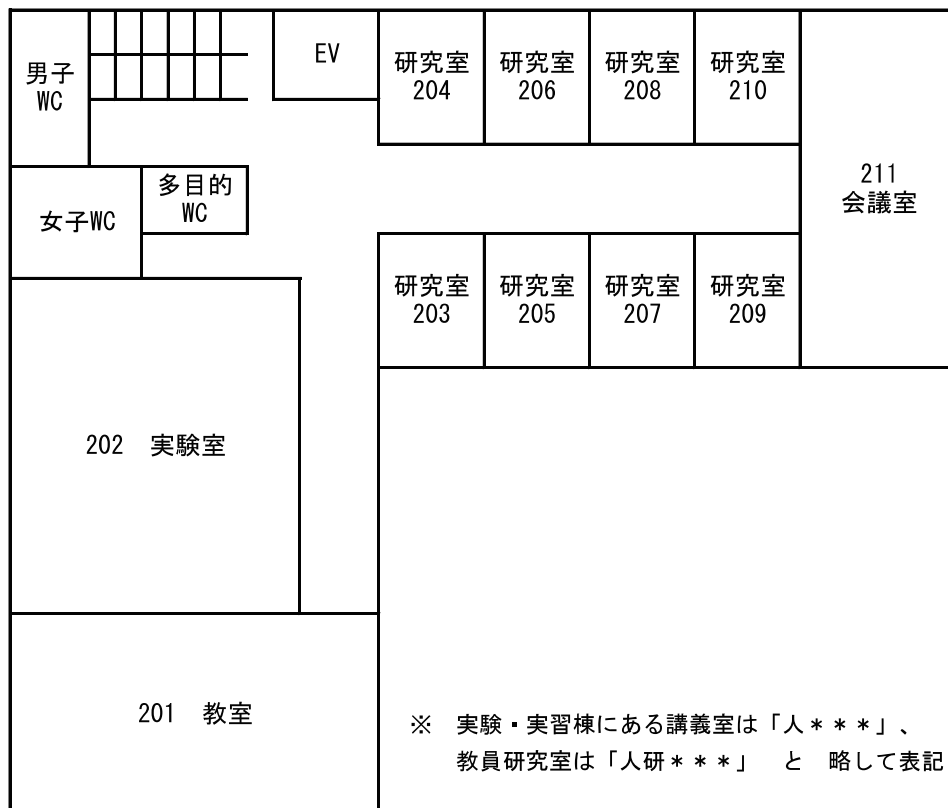 男子
WC
EV
研究室
204
研究室
206
研究室
208
研究室
210
211
会議室
女子WC
多目的
WC
研究室
203
研究室
205
研究室
207
研究室
209
202 実験室
201 教室
※ 実験・実習棟にある講義室は「人＊＊＊」、
教員研究室は「人研＊＊＊」 と 略して表記